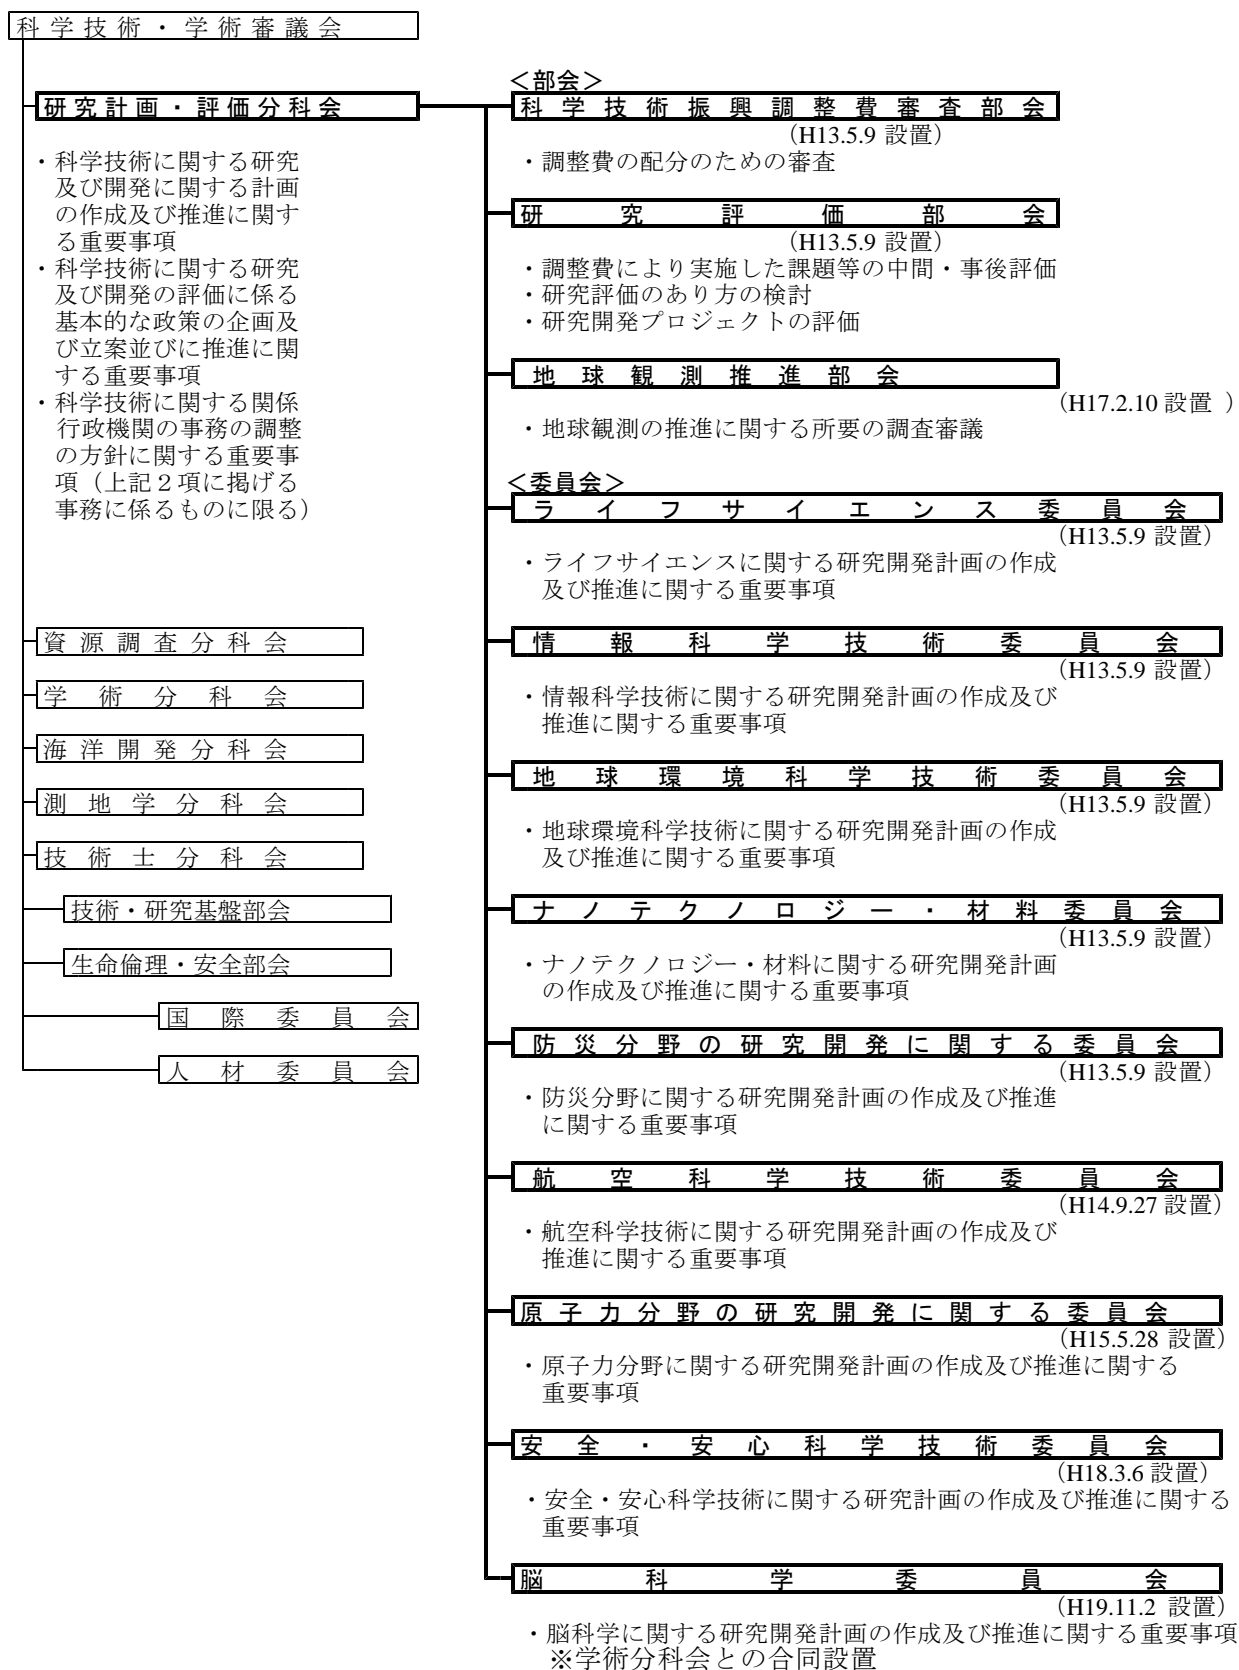 科学技術・学術審議会
研究計画・評価分科会
・科学技術に関する研究
及び開発に関する計画
の作成及び推進に関す
る重要事項
・科学技術に関する研究
及び開発の評価に係る
基本的な政策の企画及
び立案並びに推進に関
する重要事項
・科学技術に関する関係
行政機関の事務の調整
の方針に関する重要事
項（上記２項に掲げる
事務に係るものに限る）
資源調査分科会
学術分科会
海洋開発分科会
測地学分科会
技術士分科会
技術・研究基盤部会
生命倫理・安全部会
国際委員会
人材委員会
＜部会＞
科学技術振興調整費審査部会
（H13.5.9 設置）
・調整費の配分のための審査
研究評価部会
（H13.5.9 設置）
・調整費により実施した課題等の中間・事後評価
・研究評価のあり方の検討
・研究開発プロジェクトの評価
地球観測推進部会
（H17.2.10 設置 ）
・地球観測の推進に関する所要の調査審議
＜委員会＞
ライフサイエンス委員会
（H13.5.9 設置）
・ライフサイエンスに関する研究開発計画の作成
及び推進に関する重要事項
情報科学技術委員会
（H13.5.9 設置）
・情報科学技術に関する研究開発計画の作成及び
推進に関する重要事項
地球環境科学技術委員会
（H13.5.9 設置）
・地球環境科学技術に関する研究開発計画の作成
及び推進に関する重要事項
ナノテクノロジー・材料委員会
（H13.5.9 設置）
・ナノテクノロジー・材料に関する研究開発計画
の作成及び推進に関する重要事項
防災分野の研究開発に関する委員会
（H13.5.9 設置）
・防災分野に関する研究開発計画の作成及び推進
に関する重要事項
航空科学技術委員会
（H14.9.27 設置）
・航空科学技術に関する研究開発計画の作成及び
推進に関する重要事項
原子力分野の研究開発に関する委員会
（H15.5.28 設置）
・原子力分野に関する研究開発計画の作成及び推進に関する
重要事項
安全・安心科学技術委員会
（H18.3.6 設置）
・安全・安心科学技術に関する研究計画の作成及び推進に関する
重要事項
脳科学委員会
（H19.11.2 設置）
・脳科学に関する研究開発計画の作成及び推進に関する重要事項
※学術分科会との合同設置